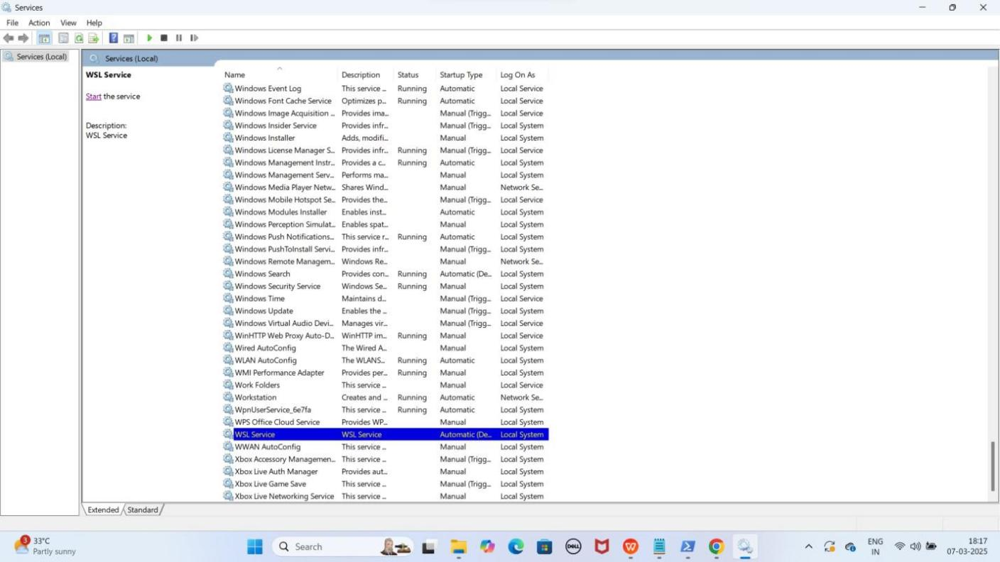 Services
File Action View Help
Services (Local)
Services (Local)
WSL Service
Start the service
Description:
WSL Service
Name Description Status Startup Type Log On As
Windows Event Log This service ... Running Automatic Local Service
Windows Font Cache Service Optimizes p... Running Automatic Local Service
Windows Image Acquisition ... Provides ima... Manual (Trigg... Local Service
Windows Insider Service Provides infr... Manual (Trigg... Local System
Windows Installer Adds, modifi... Manual Local System
Windows License Manager S... Provides infr... Running Manual (Trigg... Local Service
Windows Management Instr... Provides a c... Running Automatic Local System
Windows Management Serv... Performs ma... Manual Local System
Windows Media Player Netw... Shares Wind... Manual Network Se...
Windows Mobile Hotspot Se... Provides the... Manual (Trigg... Local Service
Windows Modules Installer Enables inst... Automatic Local System
Windows Perception Simulat... Enables spat... Manual Local System
Windows Push Notifications... This service r... Running Automatic Local System
Windows PushToInstall Servi... Provides infr... Manual (Trigg... Local System
Windows Remote Managem... Windows Re... Manual Network Se...
Windows Search Provides con... Running Automatic (De... Local System
Windows Security Service Windows Se... Running Manual Local System
Windows Time Maintains d... Manual (Trigg... Local Service
Windows Update Enables the ... Manual (Trigg... Local System
Windows Virtual Audio Devi... Manages vir... Manual (Trigg... Local Service
WinHTTP Web Proxy Auto-D... WinHTTP im... Running Manual Local Service
Wired AutoConfig The Wired A... Manual Local System
WLAN AutoConfig The WLANS... Running Automatic Local System
WMI Performance Adapter Provides per... Running Manual Local System
Work Folders This service ... Manual Local Service
Workstation Creates and ... Running Automatic Network Se...
WpnUserService_6e7fa This service ... Running Automatic Local System
WPS Office Cloud Service Provides WP... Manual Local System
WSL Service WSL Service Automatic (De... Local System
WWAN AutoConfig This service ... Manual Local System
Xbox Accessory Managemen... This service ... Manual (Trigg... Local System
Xbox Live Auth Manager Provides aut... Manual Local System
Xbox Live Game Save This service ... Manual (Trigg... Local System
Xbox Live Networking Service This service ... Manual Local System
Extended Standard
3 33°C
Partly sunny
Search
DELL
ENG
IN
18:17
07-03-2025